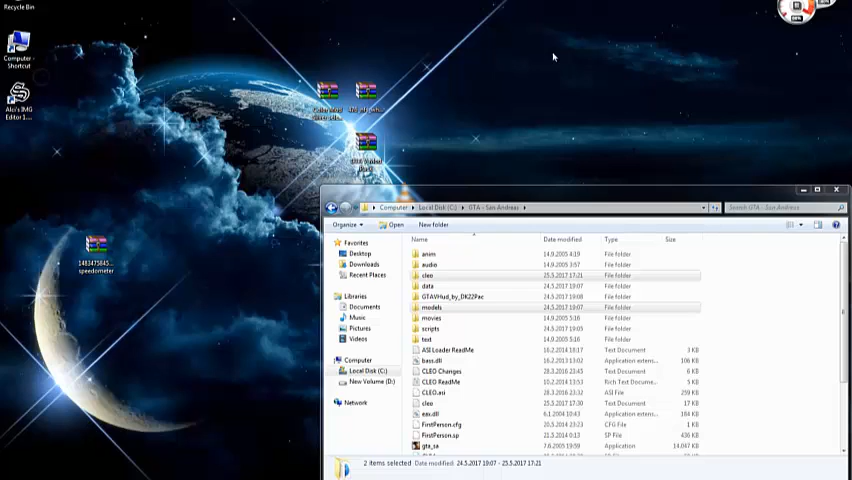 Recycle Bin
Computer -
Shortcut
Alci's IMG
Editor 1....
1483475845...
speedometer
Computer ▸ Local Disk (C:) ▸ GTA - San Andreas ▸
Search GTA - San Andreas
Organize Open New folder
Name Date modified Type Size
Favorites
Desktop
Downloads
Recent Places
Libraries
Documents
Music
Pictures
Videos
Computer
Local Disk (C:)
New Volume (D:)
Network
anim 14.9.2005 4:19 File folder
audio 14.9.2005 3:57 File folder
cleo 25.5.2017 17:21 File folder
data 24.5.2017 19:07 File folder
GTAVHud_by_DK22Pac 24.5.2017 19:08 File folder
models 24.5.2017 19:07 File folder
movies 14.9.2005 5:16 File folder
scripts 24.5.2017 19:05 File folder
text 14.9.2005 5:16 File folder
ASI Loader ReadMe 16.2.2014 18:17 Text Document 3 KB
bass.dll 16.2.2013 13:02 Application extens... 106 KB
CLEO Changes 28.3.2016 23:45 Text Document 6 KB
CLEO ReadMe 10.2.2014 11:53 Rich Text Docume... 5 KB
CLEO.asi 28.3.2016 23:35 ASI File 259 KB
cleo 25.5.2017 17:30 Text Document 17 KB
eax.dll 6.1.2004 10:43 Application extens... 184 KB
FirstPerson.cfg 20.5.2014 23:23 CFG File 1 KB
FirstPerson.sp 21.5.2014 0:13 SP File 436 KB
gta_sa 7.6.2005 19:59 Application 14.047 KB
2 items selected Date modified: 24.5.2017 19:07 - 25.5.2017 17:21